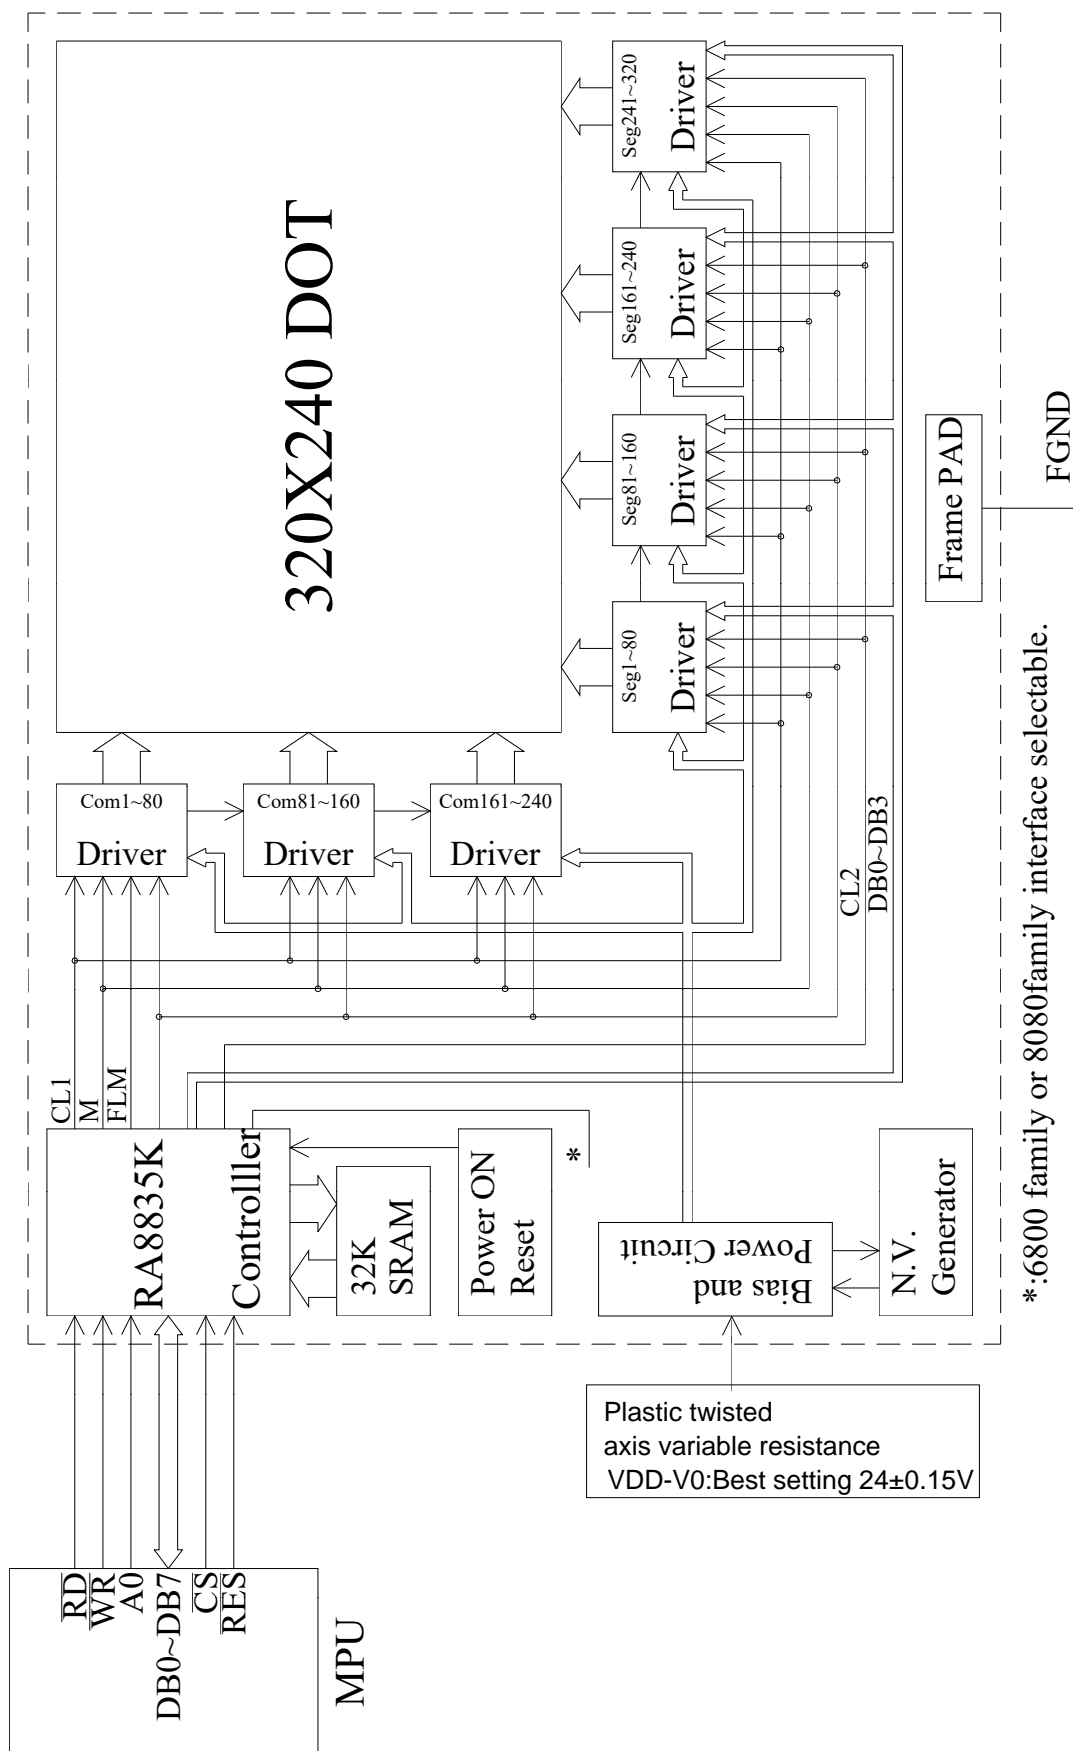 MPU
RD
WR
A0
DB0~DB7
CS
RES
RA8835K
Controlller
CL1
M
FLM
32K
SRAM
Power ON
Reset
*
Bias and
Power Circuit
N.V.
Generator
Plastic twisted
axis variable resistance
VDD-V0:Best setting 24±0.15V
Com1~80
Driver
Com81~160
Driver
Com161~240
Driver
CL2
DB0~DB3
320X240 DOT
Seg1~80
Driver
Seg81~160
Driver
Seg161~240
Driver
Seg241~320
Driver
Frame PAD
FGND
*:6800 family or 8080family interface selectable.